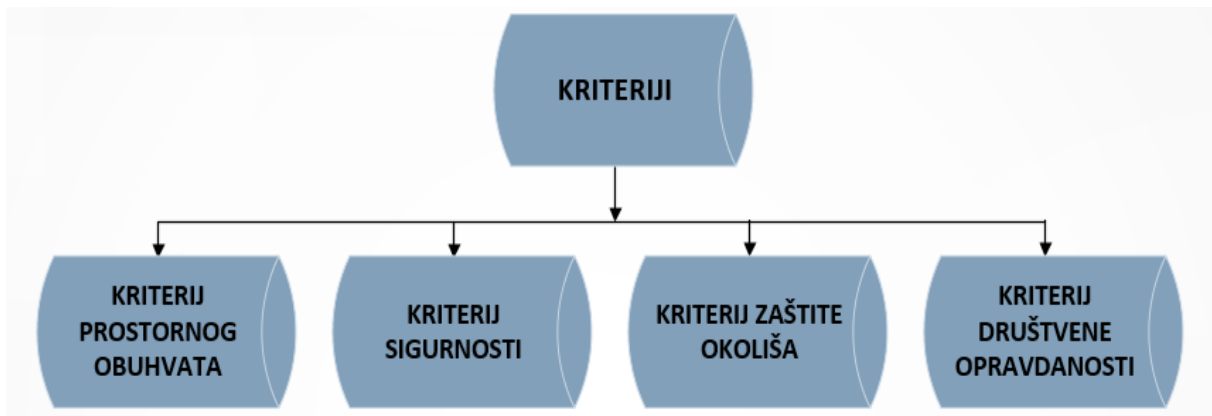 KRITERIJI
KRITERIJ
PROSTORNOG
OBUHVATA
KRITERIJ
SIGURNOSTI
KRITERIJ ZAŠTITE
OKOLIŠA
KRITERIJ
DRUŠTVENE
OPRAVDANOSTI